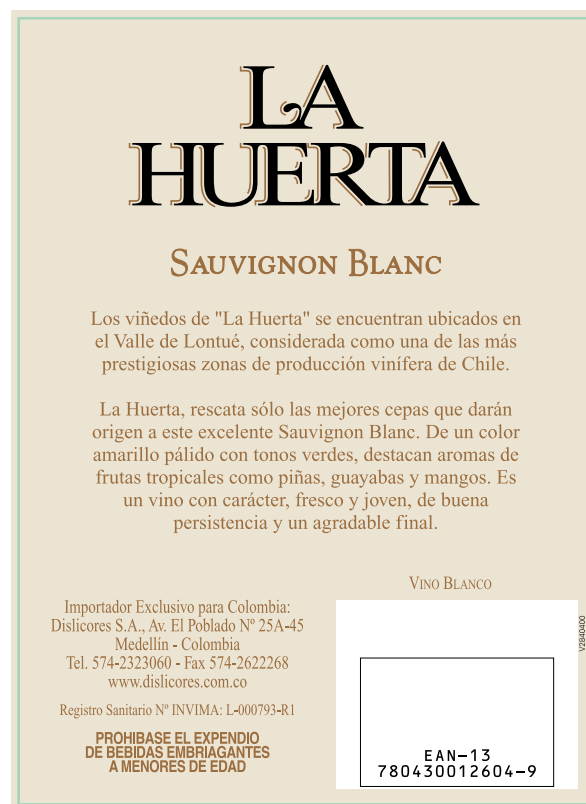 LA
HUERTA
SAUVIGNON BLANC
Los viñedos de "La Huerta" se encuentran ubicados en
el Valle de Lontué, considerada como una de las más
prestigiosas zonas de producción vinífera de Chile.
La Huerta, rescata sólo las mejores cepas que darán
origen a este excelente Sauvignon Blanc. De un color
amarillo pálido con tonos verdes, destacan aromas de
frutas tropicales como piñas, guayabas y mangos. Es
un vino con carácter, fresco y joven, de buena
persistencia y un agradable final.
VINO BLANCO
Importador Exclusivo para Colombia:
Dislicores S.A., Av. El Poblado Nº 25A-45
Medellín - Colombia
Tel. 574-2323060 - Fax 574-2622268
www.dislicores.com.co
Registro Sanitario Nº INVIMA: L-000793-R1
PROHIBASE EL EXPENDIO
DE BEBIDAS EMBRIAGANTES
A MENORES DE EDAD
V2840400
EAN-13
780430012604-9